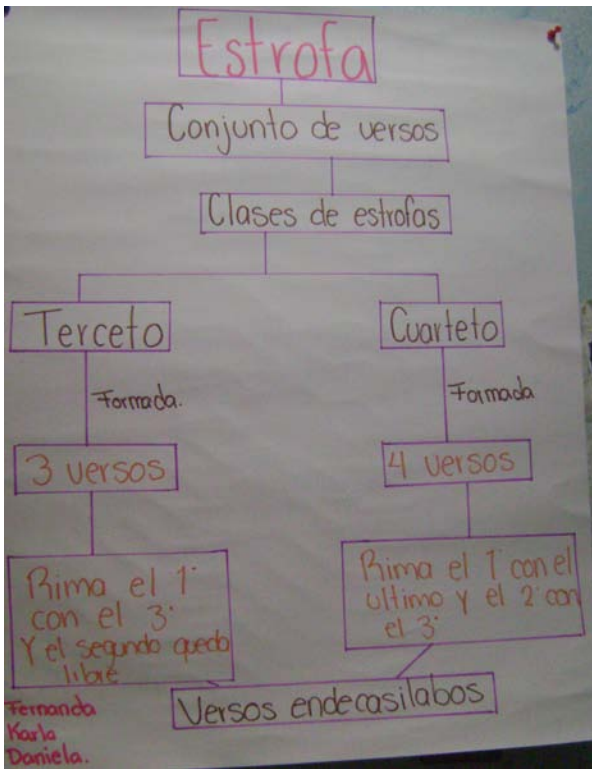 Estrofa
Conjunto de versos
Clases de estrofas
Terceto
Cuarteto
Formada.
Formada
3 versos
4 versos
Rima el 1°
con el 3°
Y el segundo queda
libre
Rima el 1° con el
ultimo y el 2° con
el 3°
Versos endecasilabos
Fernanda
Karla
Daniela.